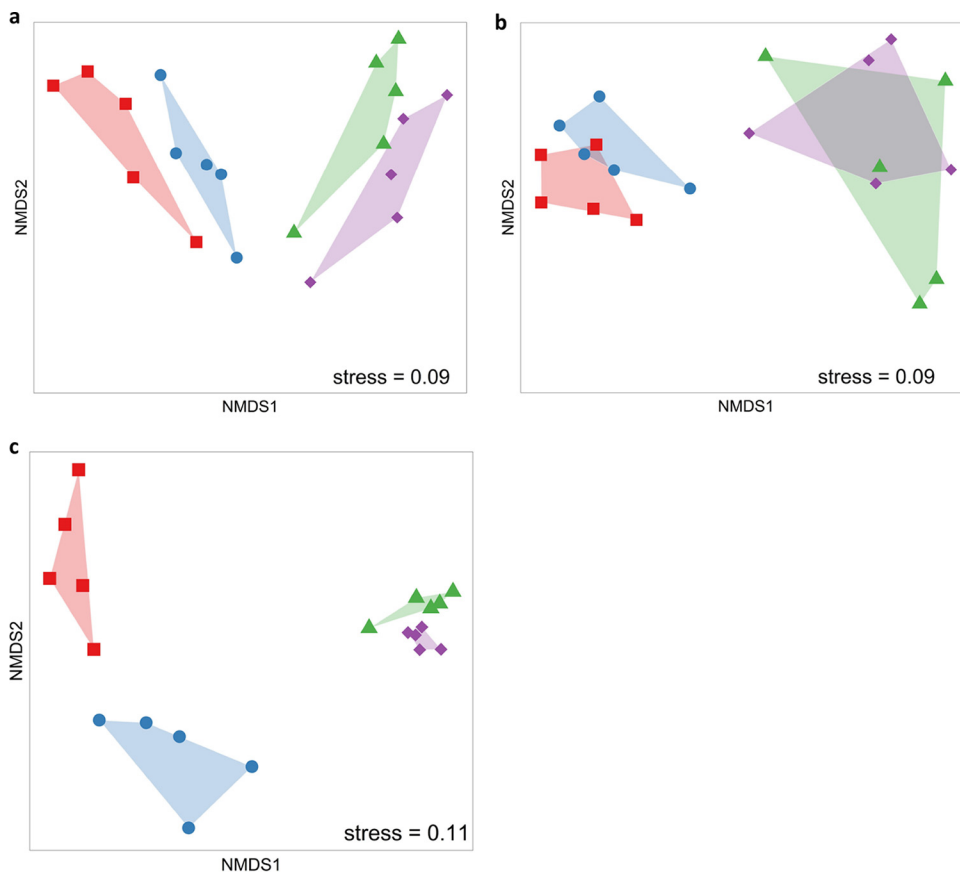 a
NMDS2
stress = 0.09
NMDS1
b
NMDS2
stress = 0.09
NMDS1
c
NMDS2
stress = 0.11
NMDS1